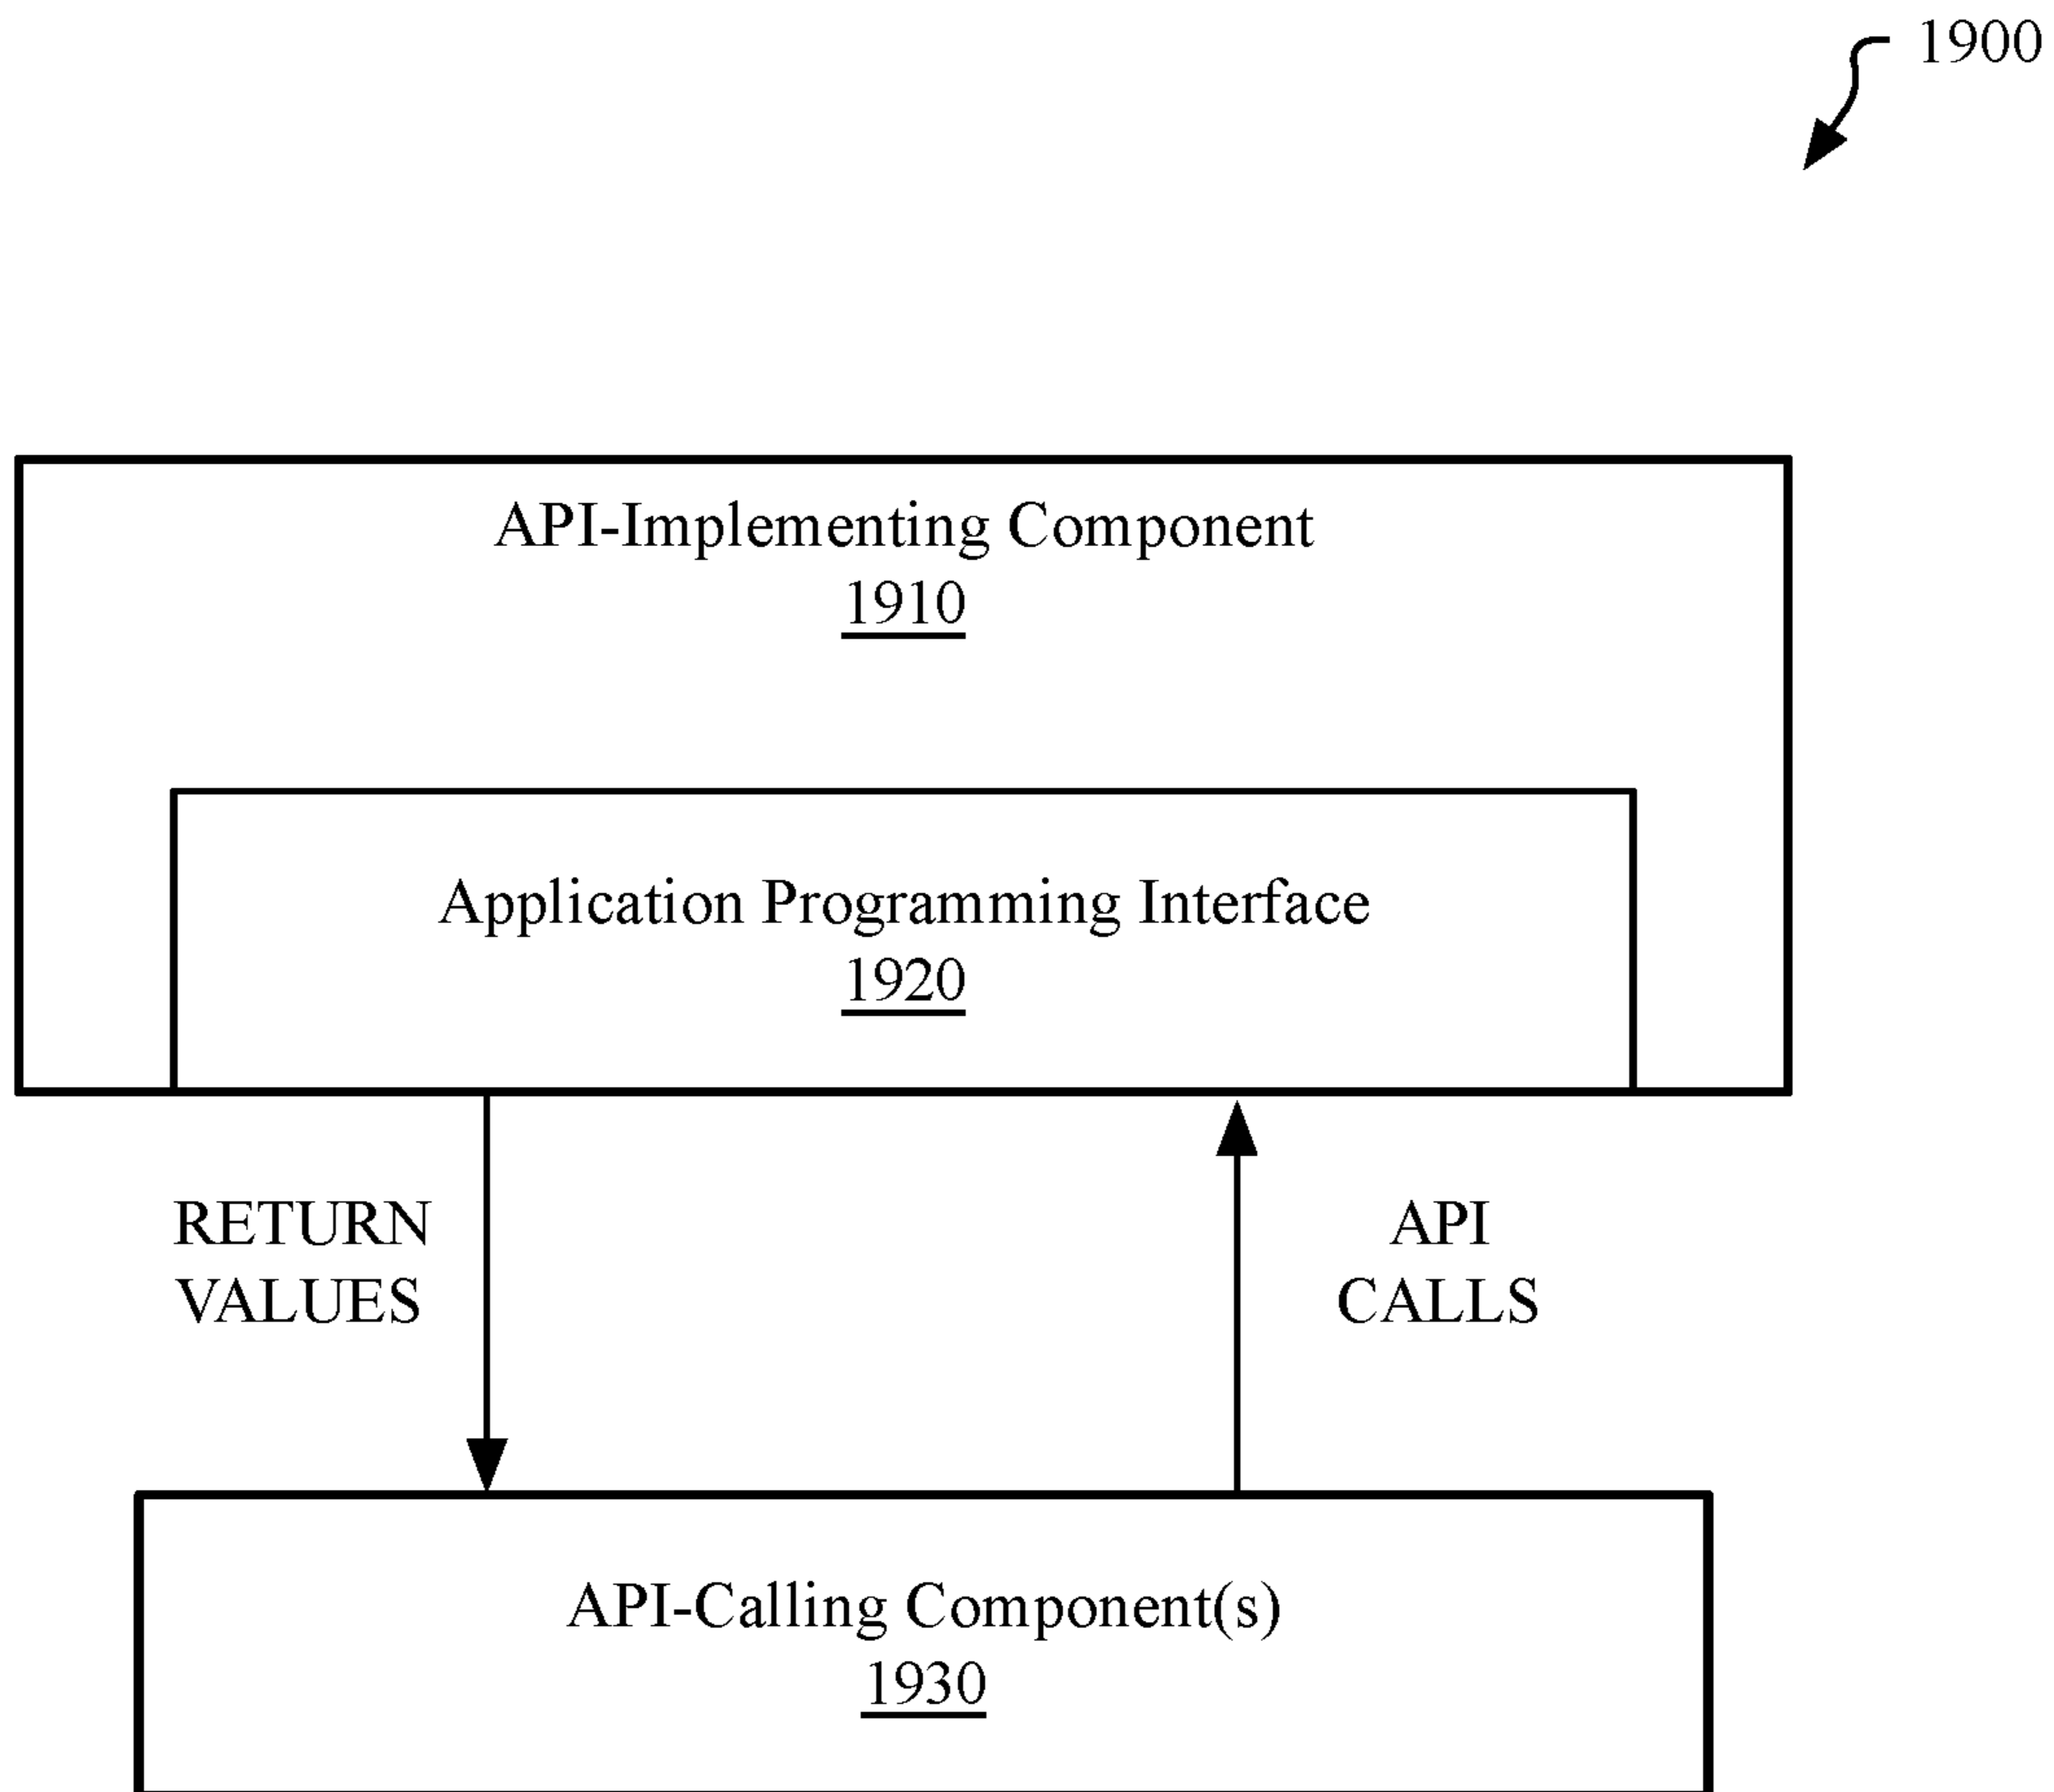 1900
API-Implementing Component
1910
Application Programming Interface
1920
RETURN
VALUES
API
CALLS
API-Calling Component(s)
1930